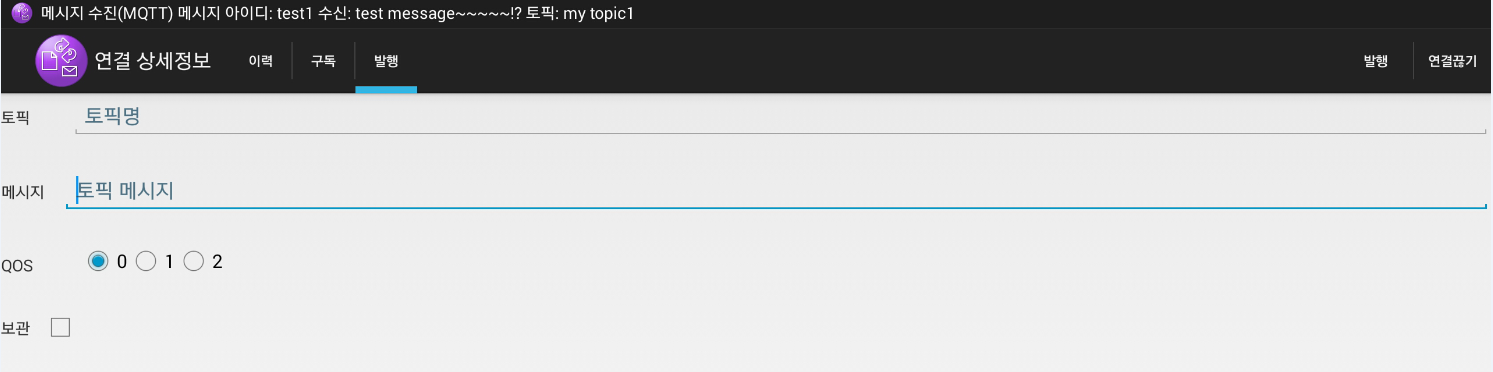 메시지 수진(MQTT) 메시지 아이디: test1 수신: test message~~~~~!? 토픽: my topic1
연결 상세정보 이력 구독 발행 발행 연결끊기
토픽 토픽명
메시지 토픽 메시지
QOS 0 1 2
보관